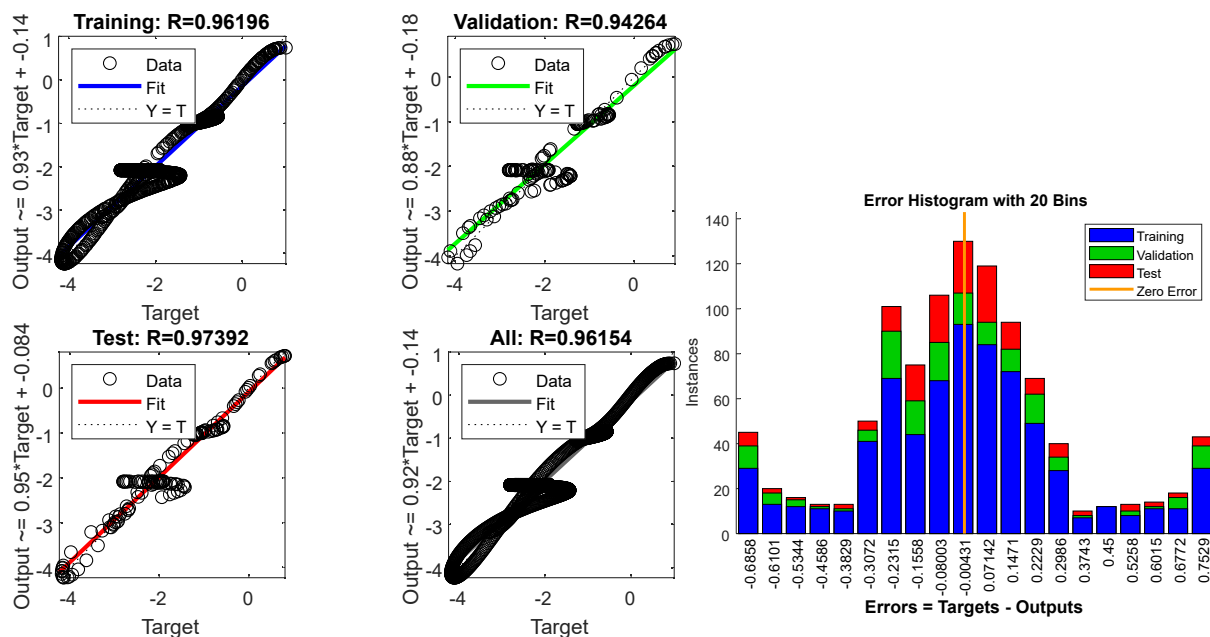 Training: R=0.96196
Output ~= 0.93*Target + -0.14
Data
Fit
Y = T
0
-1
-2
-3
-4
-4
-2
0
Target
Validation: R=0.94264
Output ~= 0.88*Target + -0.18
Data
Fit
Y = T
0
-1
-2
-3
-4
-4
-2
0
Target
Test: R=0.97392
Output ~= 0.95*Target + -0.084
Data
Fit
Y = T
0
-1
-2
-3
-4
-4
-2
0
Target
All: R=0.96154
Output ~= 0.92*Target + -0.14
Data
Fit
Y = T
1
0
-1
-2
-3
-4
-4
-2
0
Target
Error Histogram with 20 Bins
Instances
140
120
100
80
60
40
20
0
Training
Validation
Test
Zero Error
-0.6858
-0.6101
-0.5344
-0.4586
-0.3829
-0.3072
-0.2315
-0.1558
-0.08003
-0.00431
0.07142
0.1471
0.2229
0.2986
0.3743
0.45
0.5258
0.6015
0.6772
0.7529
Errors = Targets - Outputs